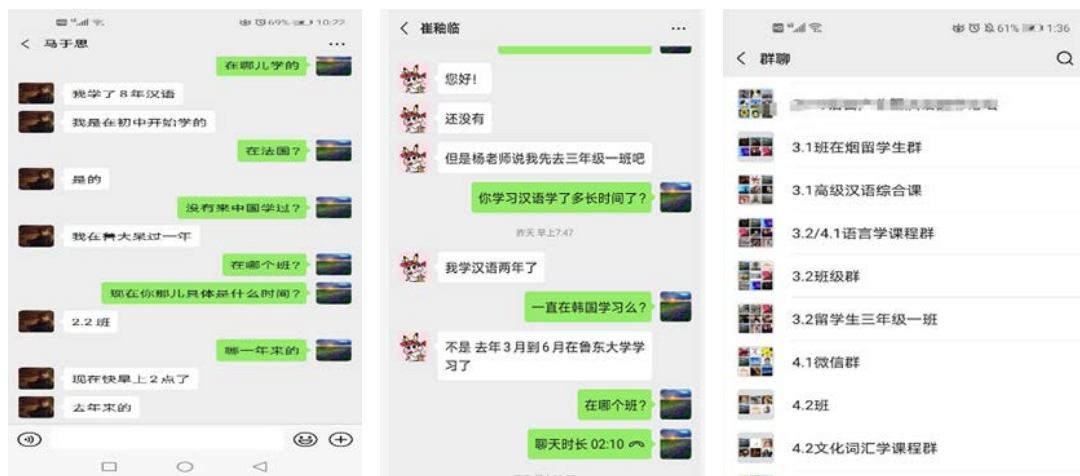 69% 10:22
马于思
在哪儿学的
我学了8年汉语
我是在初中开始学的
在法国?
是的
没有来中国学过?
我在鲁大呆过一年
在哪个班?
现在你那儿具体是什么时间?
2.2 班
哪一年来的
现在快早上2点了
去年来的
崔釉临
您好!
还没有
但是杨老师说我先去三年级一班吧
你学习汉语学了多长时间了?
昨天 早上7:47
我学汉语两年了
一直在韩国学习么?
不是 去年3月到6月在鲁东大学学
习了
在哪个班?
聊天时长 02:10
61% 1:36
群聊
3.1班在烟留学生群
3.1高级汉语综合课
3.2/4.1语言学课程群
3.2班级群
3.2留学生三年级一班
4.1微信群
4.2班
4.2文化词汇学课程群